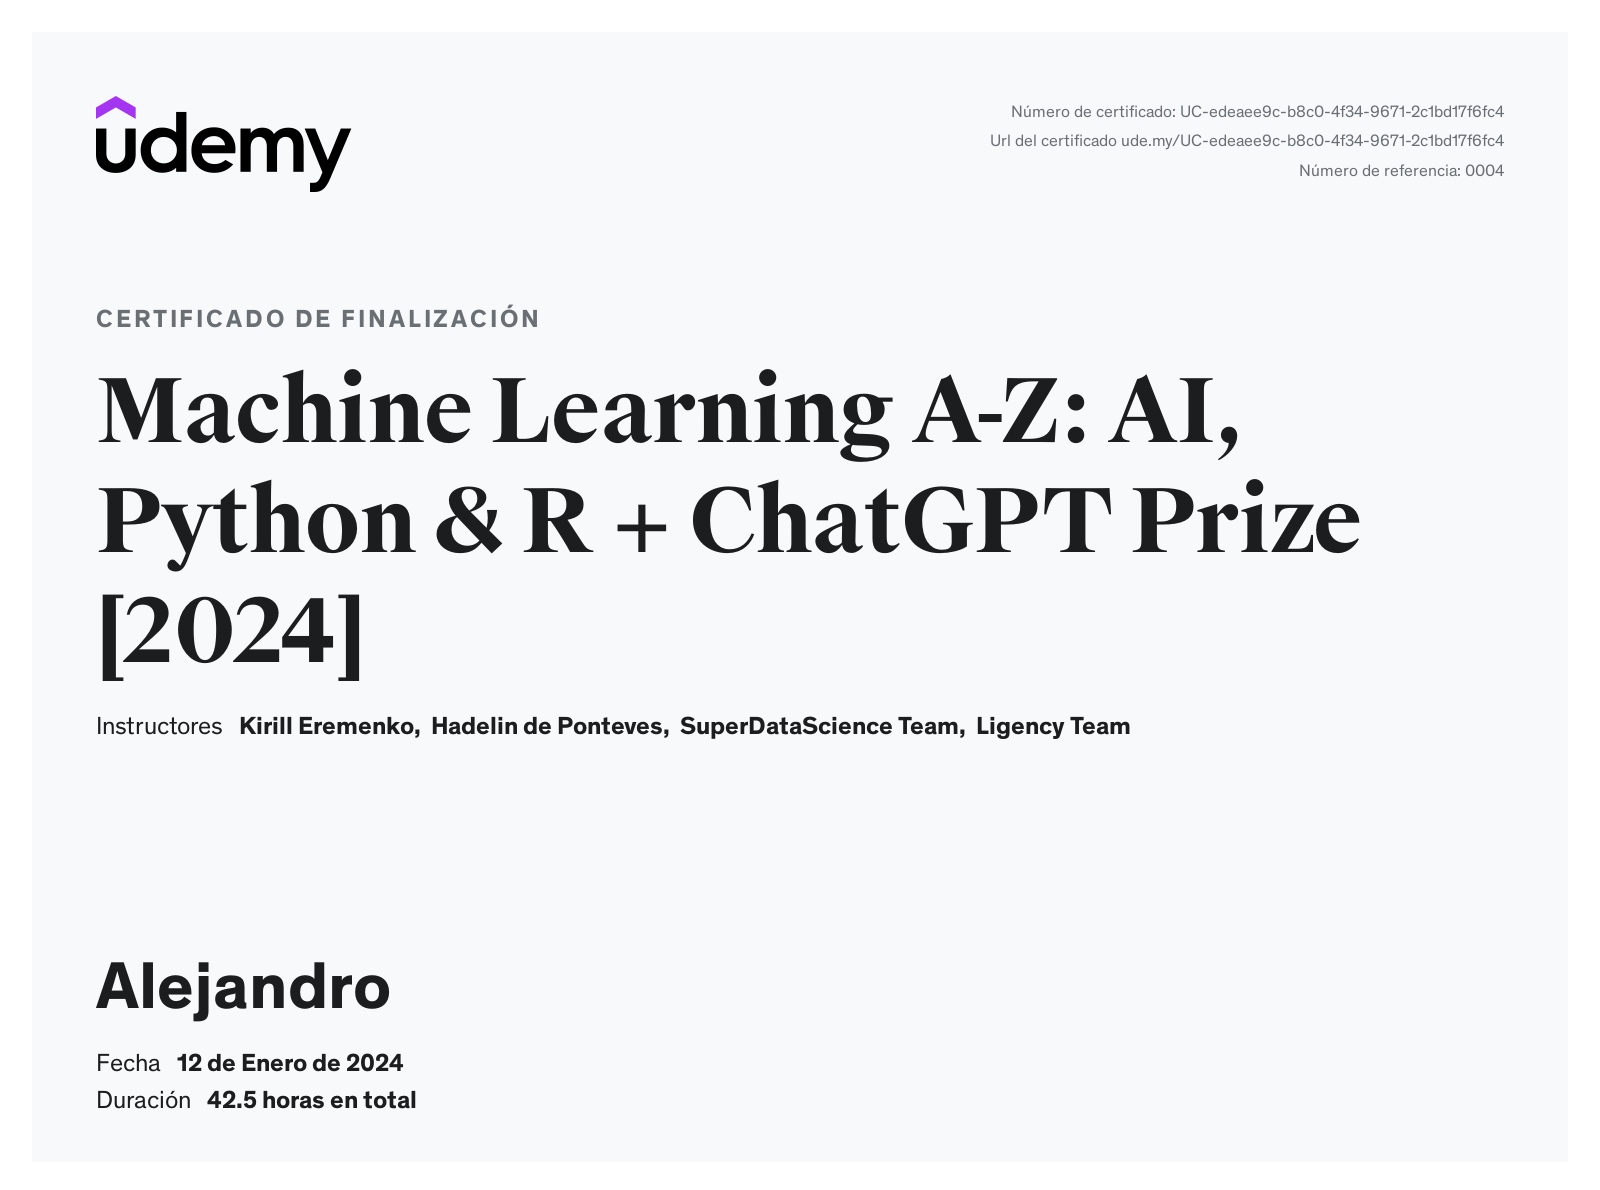 udemy
Número de certificado: UC-edeaee9c-b8c0-4f34-9671-2c1bd17f6fc4
Url del certificado ude.my/UC-edeaee9c-b8c0-4f34-9671-2c1bd17f6fc4
Número de referencia: 0004
CERTIFICADO DE FINALIZACIÓN
Machine Learning A-Z: AI,
Python & R + ChatGPT Prize
[2024]
Instructores Kirill Eremenko, Hadelin de Ponteves, SuperDataScience Team, Ligency Team
Alejandro
Fecha 12 de Enero de 2024
Duración 42.5 horas en total